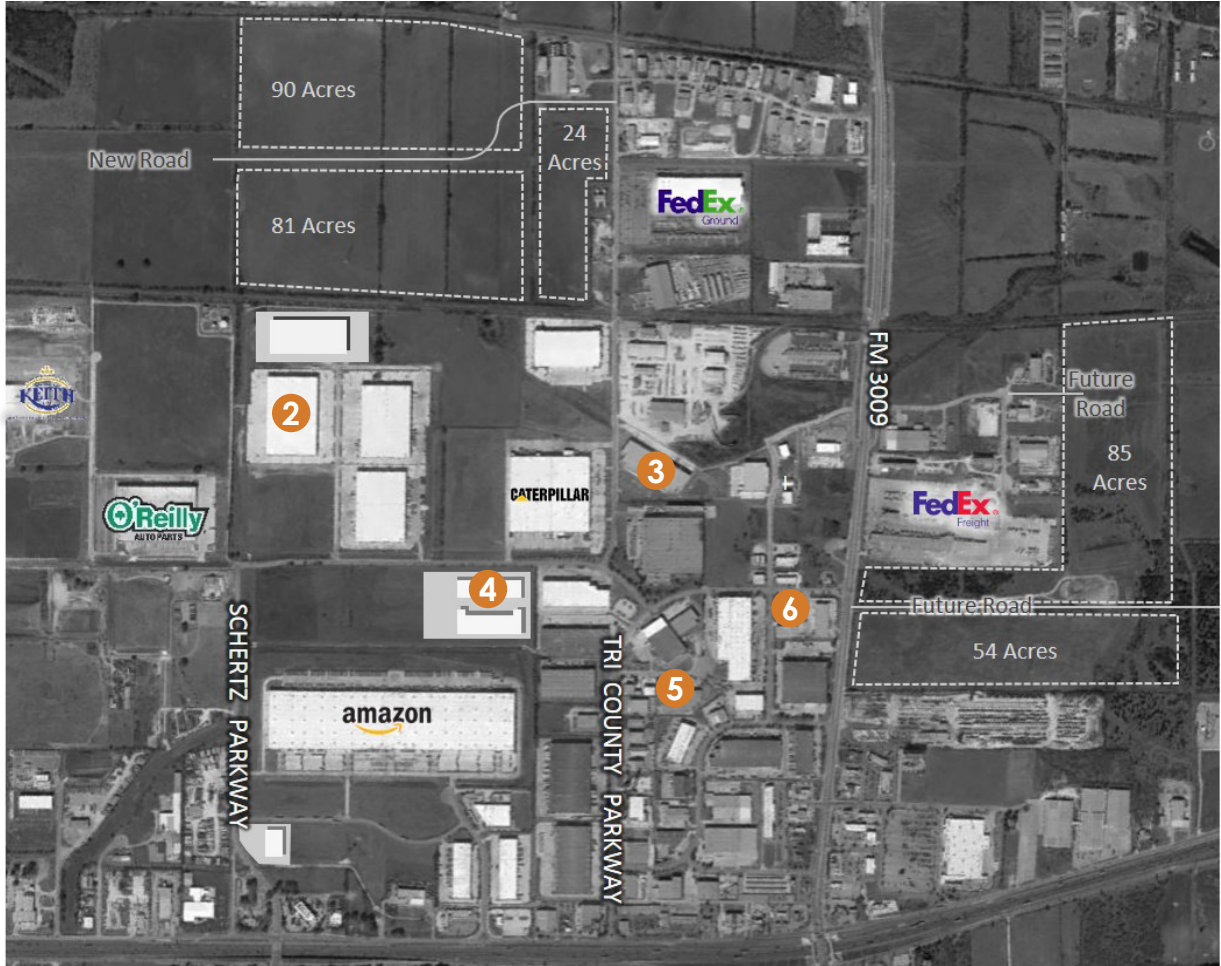 90 Acres
24
Acres
New Road
81 Acres
FedEx
Ground
FM 3009
KEITH
2
Future
Road
3
85
Acres
CATERPILLAR
O'Reilly
AUTO PARTS
FedEx
Freight
4
6
Future Road
SCHERTZ PARKWAY
TRI COUNTY PARKWAY
54 Acres
5
amazon